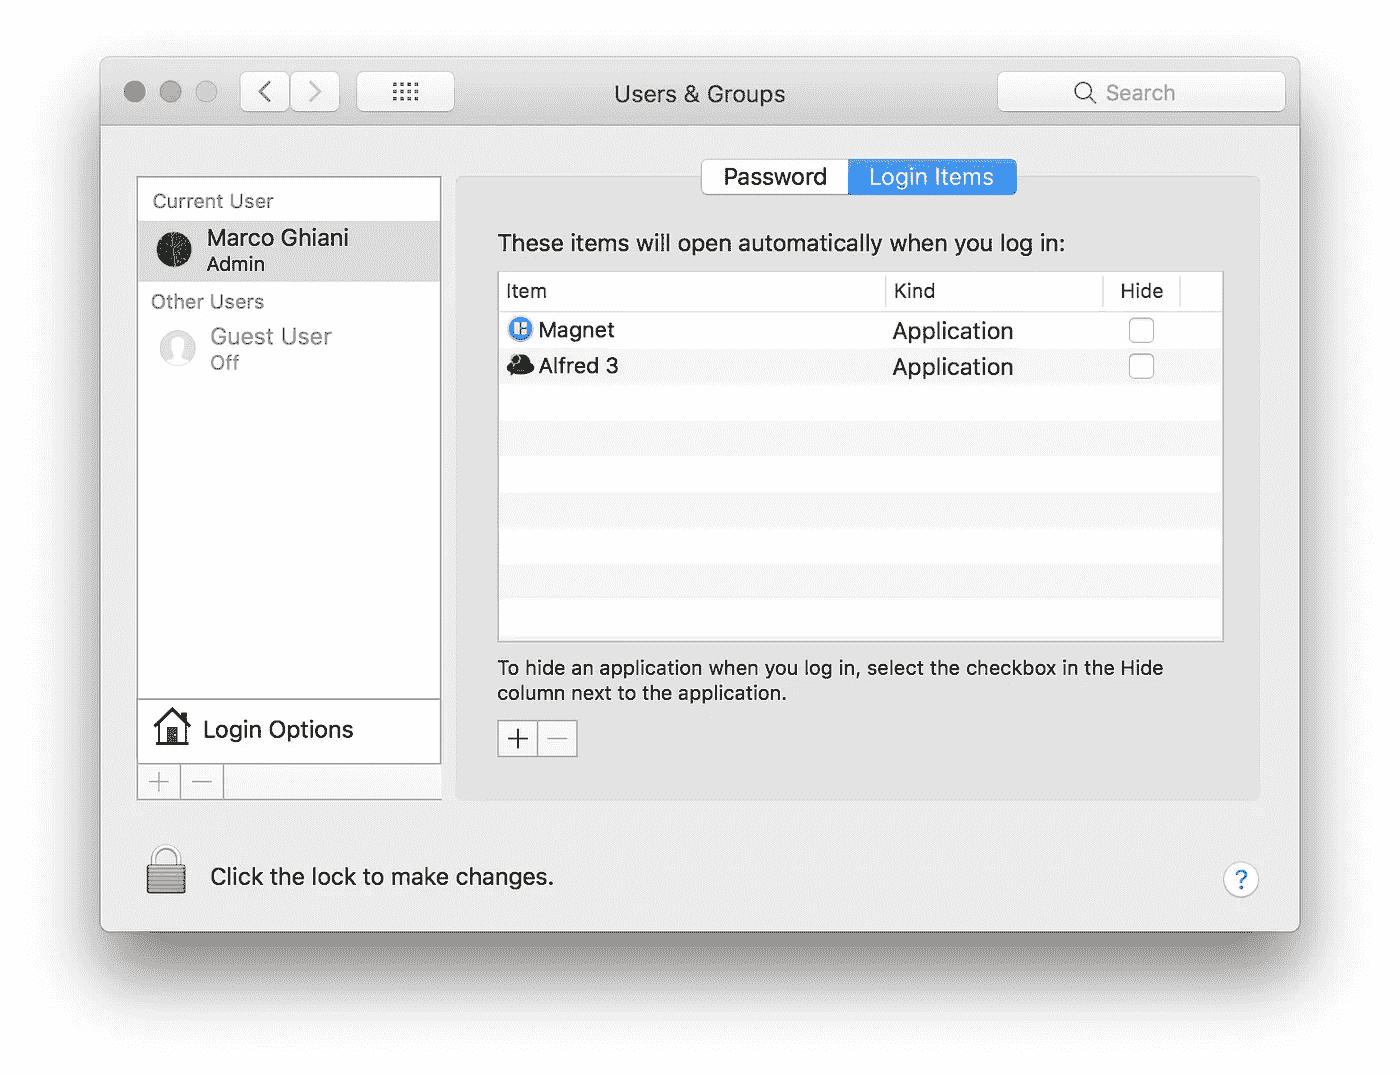 Users & Groups
Search
Password
Login Items
Current User
Marco Ghiani
Admin
Other Users
Guest User
Off
Login Options
These items will open automatically when you log in:
Item Kind Hide
Magnet Application
Alfred 3 Application
To hide an application when you log in, select the checkbox in the Hide
column next to the application.
Click the lock to make changes.
?